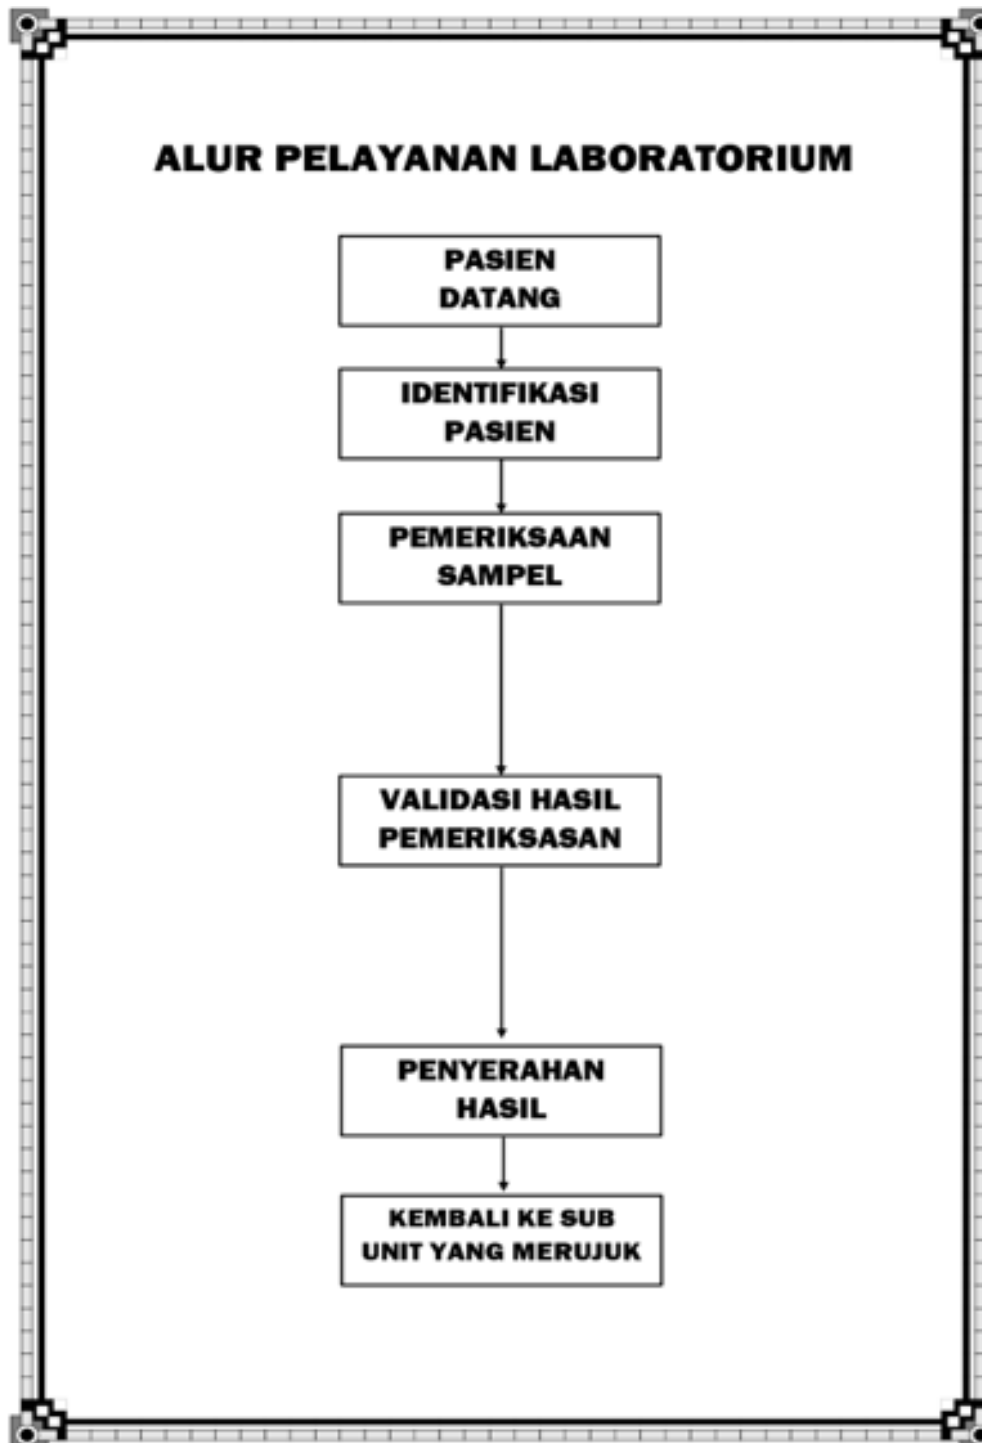 ALUR PELAYANAN LABORATORIUM
PASIEN
DATANG
IDENTIFIKASI
PASIEN
PEMERIKSAAN
SAMPEL
VALIDASI HASIL
PEMERIKSASAN
PENYERAHAN
HASIL
KEMBALI KE SUB
UNIT YANG MERUJUK